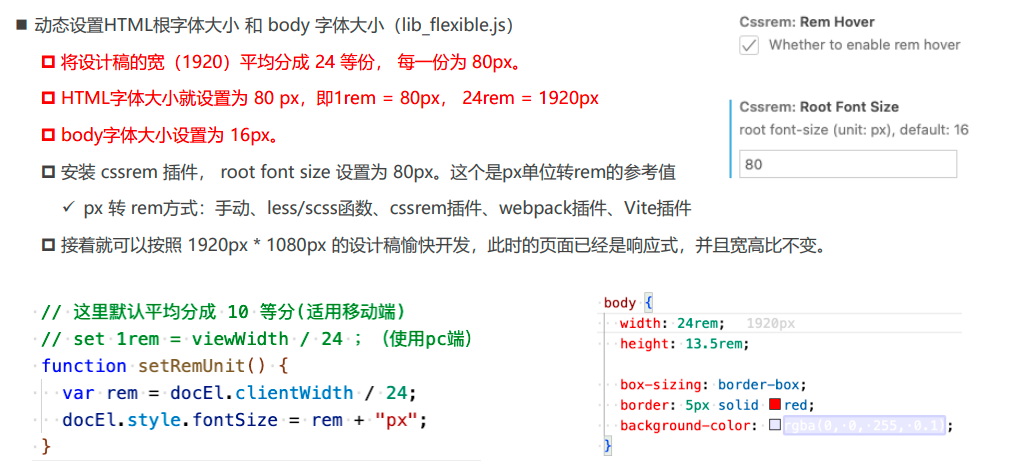 动态设置HTML根字体大小 和 body 字体大小（lib_flexible.js）
将设计稿的宽（1920）平均分成 24 等份， 每一份为 80px。
HTML字体大小就设置为 80 px，即1rem = 80px， 24rem = 1920px
body字体大小设置为 16px。
安装 cssrem 插件， root font size 设置为 80px。这个是px单位转rem的参考值
✓ px 转 rem方式：手动、less/scss函数、cssrem插件、webpack插件、Vite插件
接着就可以按照 1920px * 1080px 的设计稿愉快开发，此时的页面已经是响应式，并且宽高比不变。
Cssrem: Rem Hover
Whether to enable rem hover
Cssrem: Root Font Size
root font-size (unit: px), default: 16
80
// 这里默认平均分成 10 等分(适用移动端)
// set 1rem = viewWidth / 24 ； （使用pc端）
function setRemUnit() {
var rem = docEl.clientWidth / 24;
docEl.style.fontSize = rem + "px";
}
body {
width: 24rem; 1920px
height: 13.5rem;
box-sizing: border-box;
border: 5px solid red;
background-color: rgba(0, 0, 255, 0.1);
}